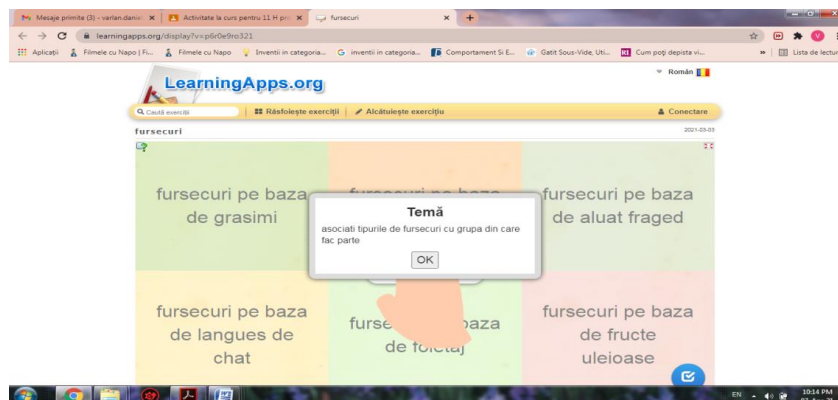 Mesaje primite (3) - varlan.daniel
Activitate la curs pentru 11 H pro
fursecuri
learningapps.org/display?v=p6r0e9ro321
Aplicații
Filmele cu Napo | Fi...
Filmele cu Napo
Inventii in categoria...
inventii in categoria...
Comportament Si E...
Gatit Sous-Vide, Uti...
Cum poți depista vi...
Lista de lectur
LearningApps.org
Român
Caută exerciții
Răsfoiește exerciții
Alcătuiește exercițiu
Conectare
fursecuri
2021-03-03
fursecuri pe baza
de grasimi
fursecuri pe baza
fursecuri pe baza
de aluat fraged
Temă
asociati tipurile de fursecuri cu grupa din care
fac parte
OK
fursecuri pe baza
de langues de
chat
de foietaj
fursecuri pe baza
de fructe
uleioase
EN
10:14 PM